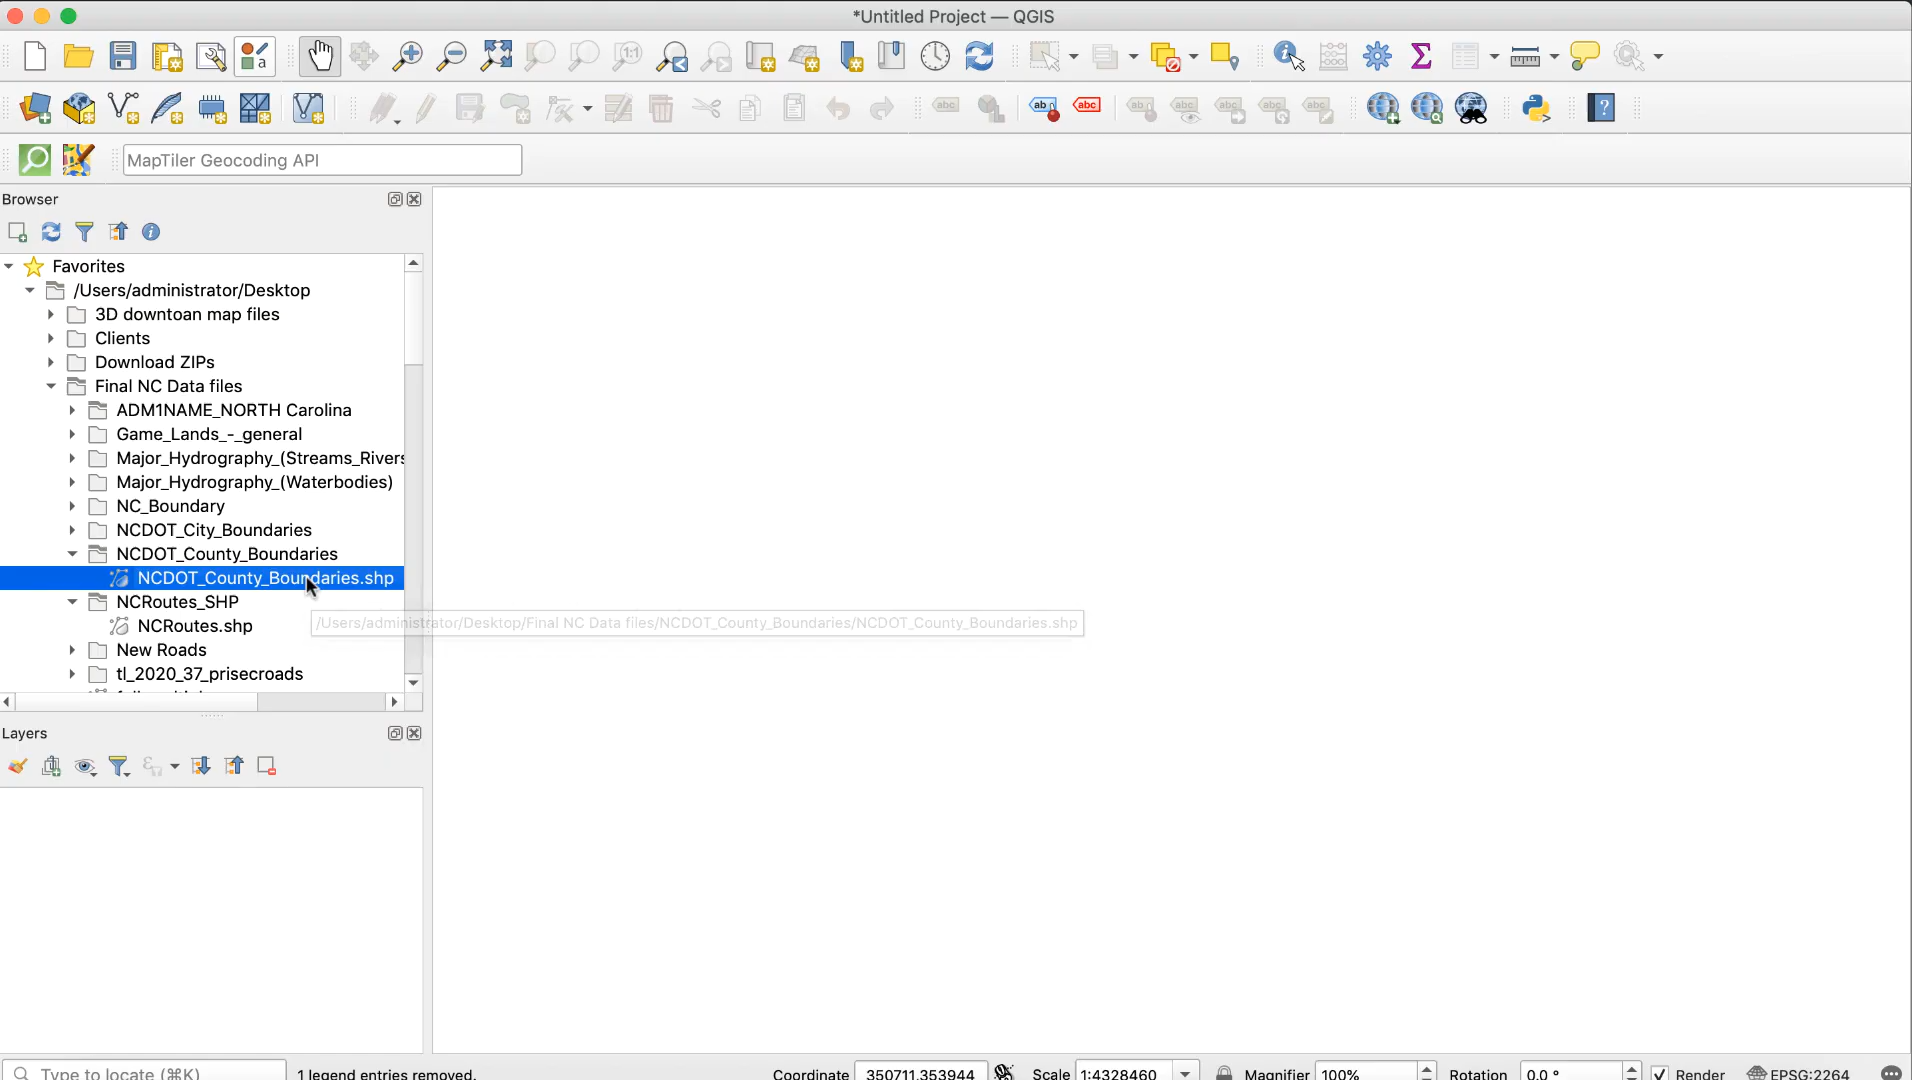 *Untitled Project — QGIS
MapTiler Geocoding API
Browser
Favorites
/Users/administrator/Desktop
3D downtoan map files
Clients
Download ZIPs
Final NC Data files
ADM1NAME_NORTH Carolina
Game_Lands_-_general
Major_Hydrography_(Streams_Rivers
Major_Hydrography_(Waterbodies)
NC_Boundary
NCDOT_City_Boundaries
NCDOT_County_Boundaries
NCDOT_County_Boundaries.shp
NCRoutes_SHP
NCRoutes.shp
/Users/administrator/Desktop/Final NC Data files/NCDOT_County_Boundaries/NCDOT_County_Boundaries.shp
New Roads
tl_2020_37_prisecroads
Layers
Type to locate (⌘K) 1 legend entries removed. Coordinate 350711,353944 Scale 1:4328460 Magnifier 100% Rotation 0.0 ° Render EPSG:2264